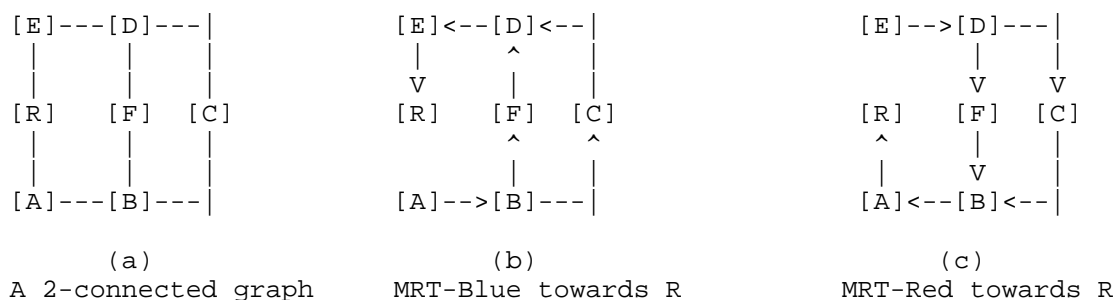 [E]---[D]---| [E]<--[D]<--| [E]-->[D]---|
| | | | ^ | | |
| | | V | | V V
[R] [F] [C] [R] [F] [C] [R] [F] [C]
| | | ^ ^ ^ | |
| | | | | | V |
[A]---[B]---| [A]-->[B]---| [A]<--[B]<--|
(a) (b) (c)
A 2-connected graph MRT-Blue towards R MRT-Red towards R